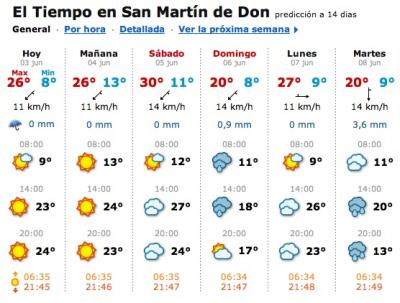 El Tiempo en San Martín de Don predicción a 14 dias
General · Por hora · Detallada · Ver la próxima semana
Hoy Mañana Sábado Domingo Lunes Martes
03 jun 04 jun 05 jun 06 jun 07 jun 08 jun
Max Min
26° 8° 26° 13° 30° 11° 20° 10° 27° 9° 20° 9°
11 km/h 11 km/h 14 km/h 14 km/h 11 km/h 14 km/h
0 mm 0 mm 0 mm 0,9 mm 0 mm 3,6 mm
08:00 08:00 08:00 08:00 08:00 08:00
9° 13° 12° 11° 9° 11°
14:00 14:00 14:00 14:00 14:00 14:00
23° 24° 27° 18° 26° 20°
20:00 20:00 20:00 20:00 20:00 20:00
24° 23° 24° 17° 23° 13°
06:35 06:35 06:35 06:34 06:34 06:34
21:45 21:46 21:47 21:47 21:48 21:49